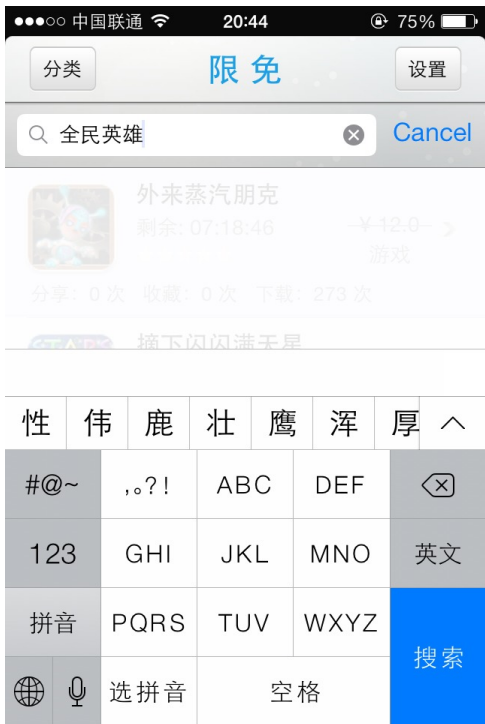 中国联通 20:44 75%
分类 限免 设置
全民英雄 Cancel
外来蒸汽朋克
剩余: 07:18:46 ¥12.0
游戏
分享: 0 次 收藏: 0 次 下载: 273 次
STARS 摘下闪闪满天星
性 伟 鹿 壮 鹰 浑 厚
#@~ ,。?! ABC DEF
123 GHI JKL MNO 英文
拼音 PQRS TUV WXYZ
搜索
选拼音 空格